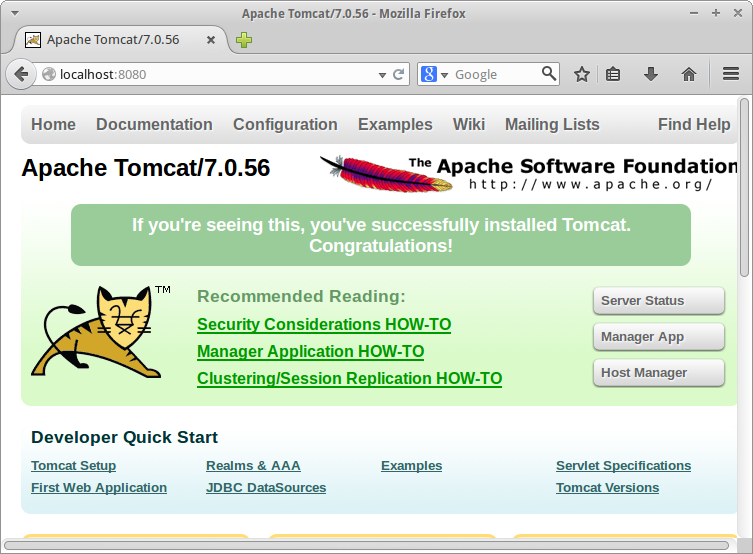 Apache Tomcat/7.0.56 - Mozilla Firefox
Apache Tomcat/7.0.56
localhost:8080
Google
Home Documentation Configuration Examples Wiki Mailing Lists Find Help
Apache Tomcat/7.0.56
The Apache Software Foundation
http://www.apache.org/
If you're seeing this, you've successfully installed Tomcat.
Congratulations!
TM
Recommended Reading:
Security Considerations HOW-TO
Manager Application HOW-TO
Clustering/Session Replication HOW-TO
Server Status
Manager App
Host Manager
Developer Quick Start
Tomcat Setup Realms & AAA Examples Servlet Specifications
First Web Application JDBC DataSources Tomcat Versions